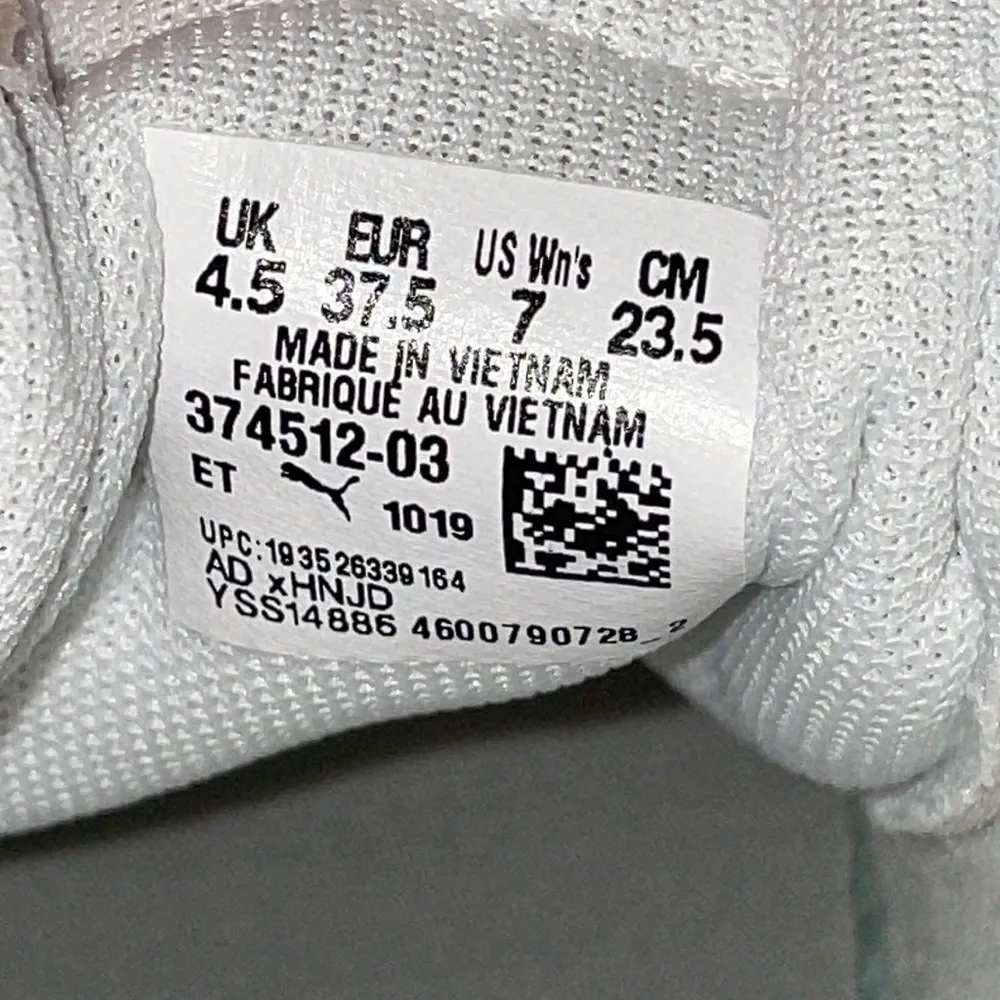 UK EUR US Wn's CM
4.5 37.5 7 23.5
MADE IN VIETNAM
FABRIQUE AU VIETNAM
374512-03
ET 1019
UPC:193526339164
AD xHNJD
YSS14886 4600790728_2